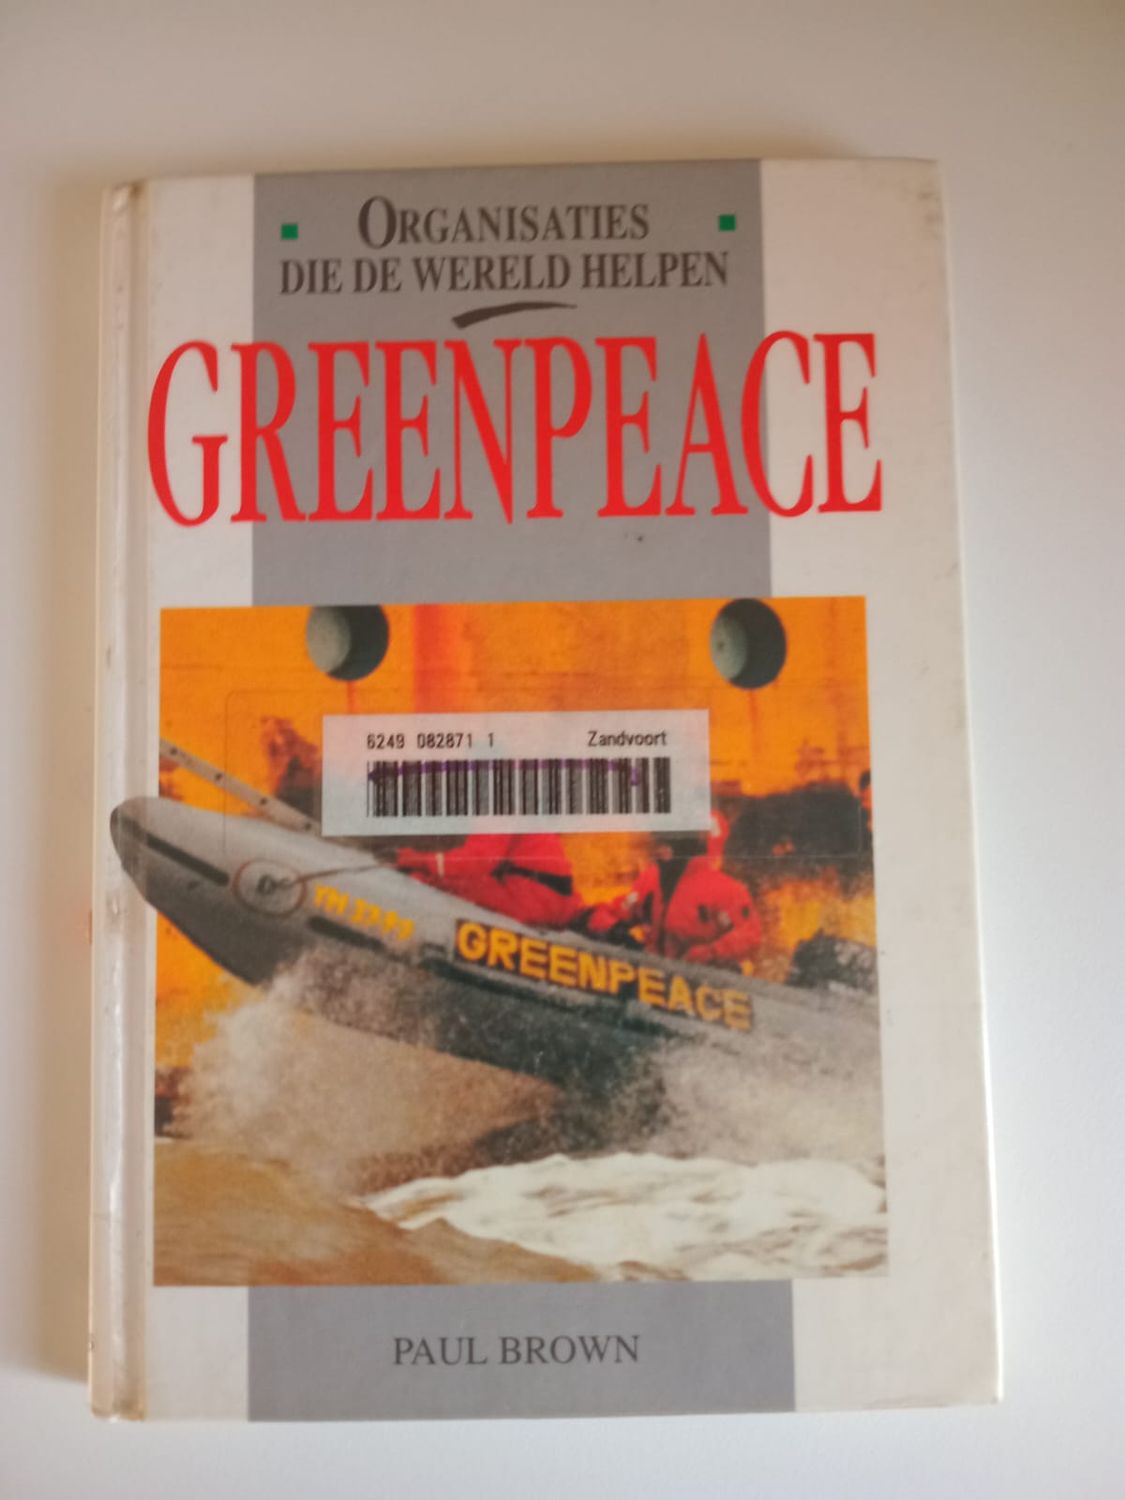 ORGANISATIES
DIE DE WERELD HELPEN
GREENPEACE
6249 082871 1 Zandvoort
GREENPEACE
PAUL BROWN